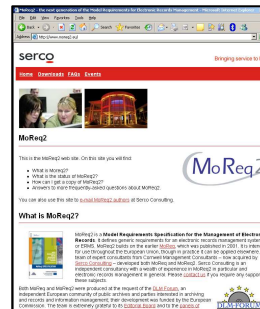 MoReq2 - the next generation of the Model Requirements for Electronic Records Management - Microsoft Internet Explorer
File Edit View Favorites Tools Help
Back Search Favorites
Address http://www.moreq2.eu
serco
Bringing service to
Home Downloads FAQs Events
MoReq2
This is the MoReq2 web site. On this site you will find:
What is Moreq2?
What is the status of MoReq2?
How can I get a copy of MoReq2?
Answers to more frequently-asked questions about MoReq2.
MoReq2
You can also use this site to e-mail MoReq2 authors at Serco Consulting.
What is MoReq2?
MoReq2 is a Model Requirements Specification for the Management of Electron
Records. It defines generic requirements for an electronic records management system
or ERMS. MoReq2 builds on the earlier MoReq, which was published in 2001. It is inten
for use throughout the European Union, though in practice it can be applied elsewhere
team of expert consultants from Cornwell Management Consultants – now acquired by
Serco Consulting – developed both MoReq and MoReq2. Serco Consulting is an
independent consultancy with a wealth of experience in MoReq2 in particular and
electronic records management in general. Please contact us if you require any suppor
these subjects.
Both MoReq and MoReq2 were produced at the request of the DLM Forum, an
independent European community of public archives and parties interested in archiving
and records and information management; their development was funded by the European
Commission. The team is extremely grateful to its Editorial Board and to the panels of
DLM-FORUM